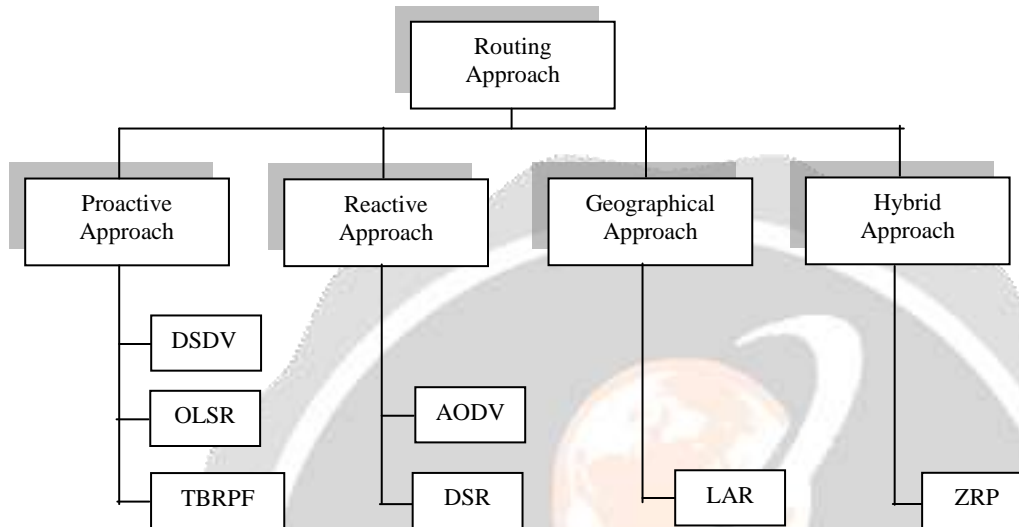 Routing
Approach
Proactive
Approach
Reactive
Approach
Geographical
Approach
Hybrid
Approach
DSDV
OLSR
AODV
TBRPF
DSR
LAR
ZRP